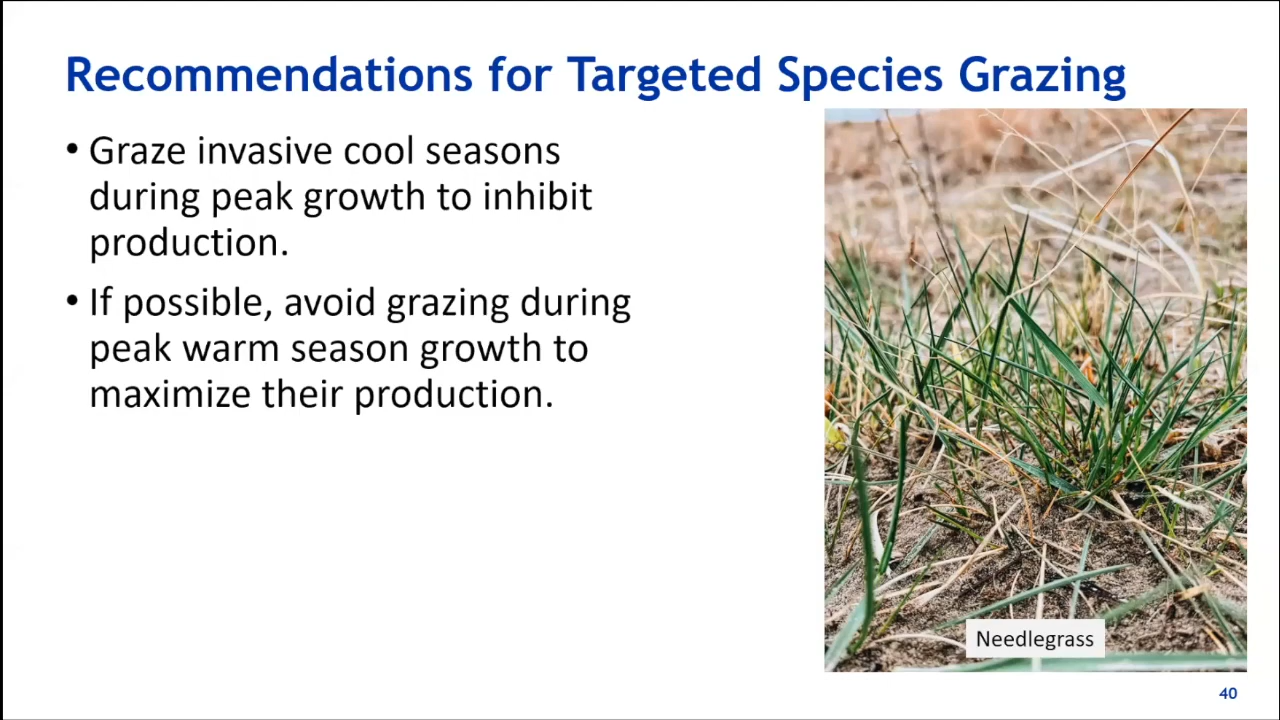 Recommendations for Targeted Species Grazing
• Graze invasive cool seasons
during peak growth to inhibit
production.
• If possible, avoid grazing during
peak warm season growth to
maximize their production.
Needlegrass
40